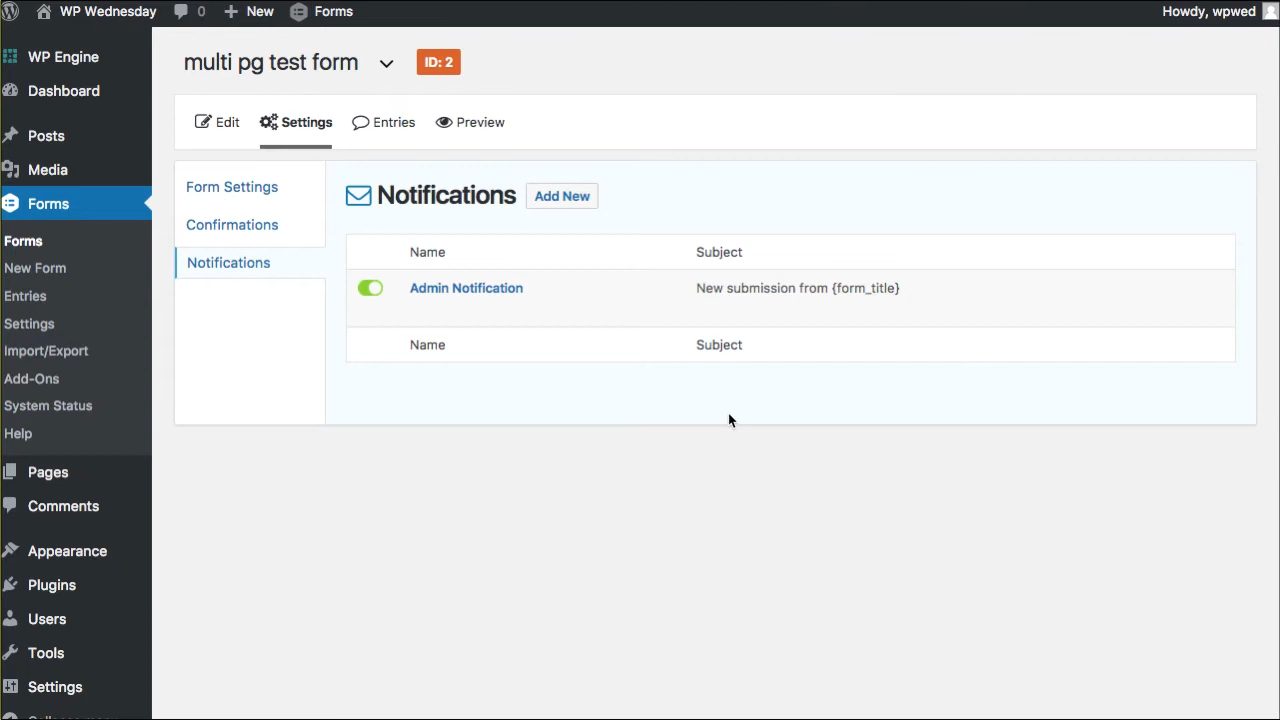 WP Wednesday 0 New Forms Howdy, wpwed
WP Engine
Dashboard
Posts
Media
Forms
Forms
New Form
Entries
Settings
Import/Export
Add-Ons
System Status
Help
Pages
Comments
Appearance
Plugins
Users
Tools
Settings
multi pg test form ID: 2
Edit Settings Entries Preview
Form Settings
Confirmations
Notifications
Notifications Add New
Name Subject
Admin Notification New submission from {form_title}
Name Subject